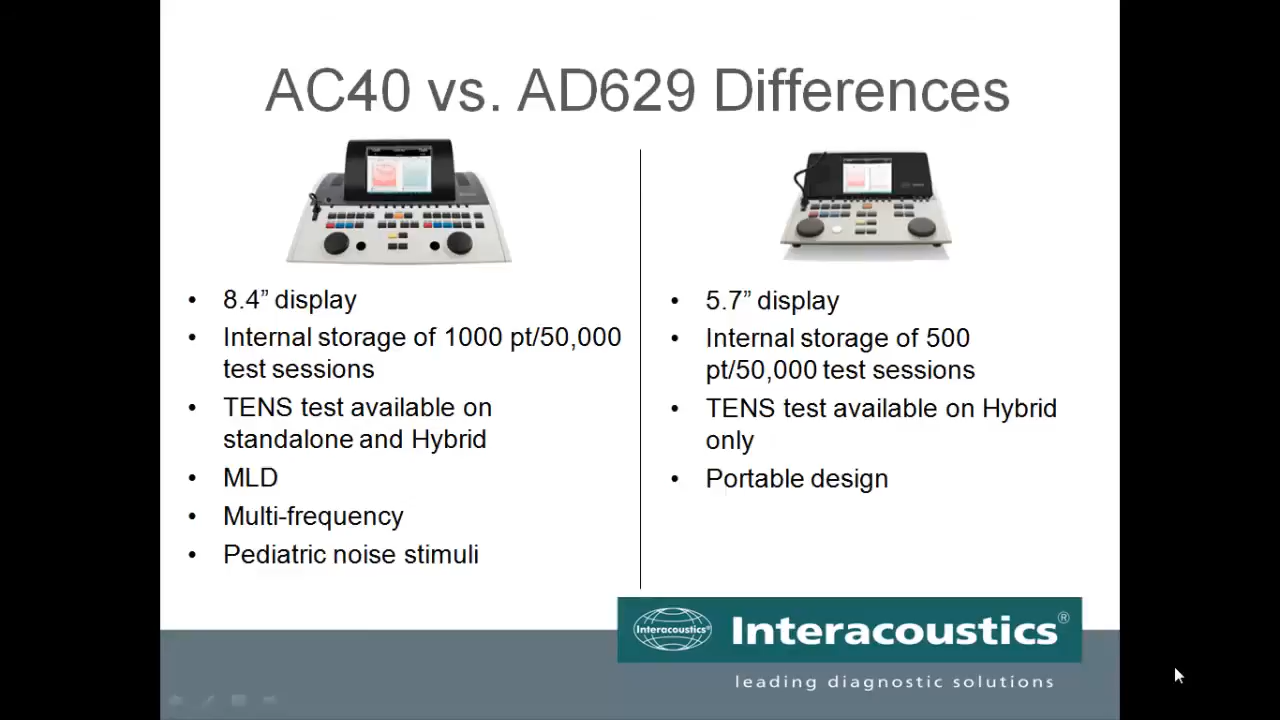 AC40 vs. AD629 Differences
• 8.4” display
• Internal storage of 1000 pt/50,000
test sessions
• TENS test available on
standalone and Hybrid
• MLD
• Multi-frequency
• Pediatric noise stimuli
• 5.7” display
• Internal storage of 500
pt/50,000 test sessions
• TENS test available on Hybrid
only
• Portable design
Interacoustics® Interacoustics®
leading diagnostic solutions